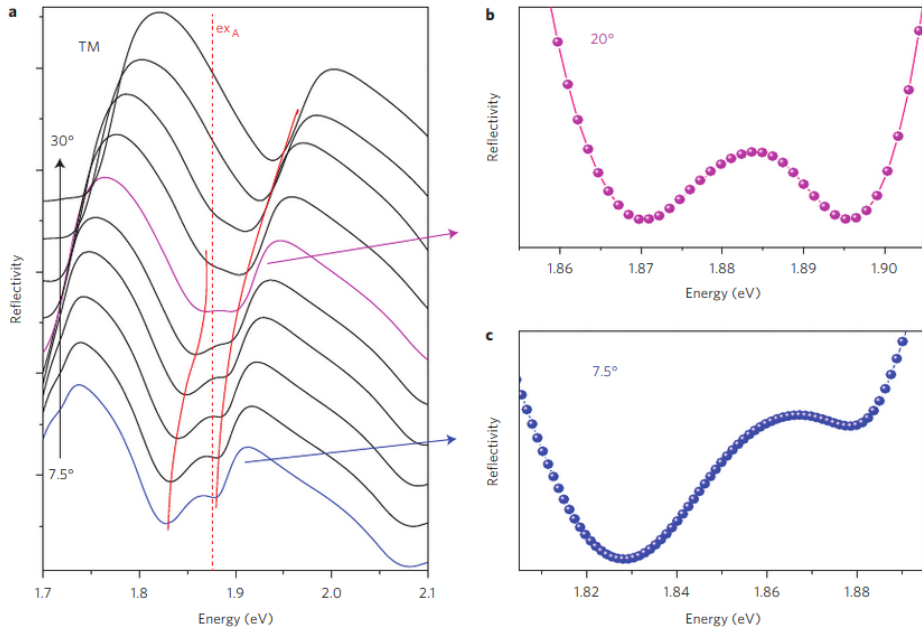 a
TM
ex A
30°
7.5°
Reflectivity
1.7 1.8 1.9 2.0 2.1
Energy (eV)
b
20°
Reflectivity
1.86 1.87 1.88 1.89 1.90
Energy (eV)
c
7.5°
Reflectivity
1.82 1.84 1.86 1.88
Energy (eV)